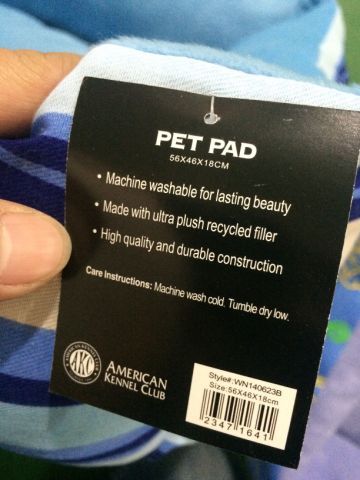 PET PAD
56X46X18CM
• Machine washable for lasting beauty
• Made with ultra plush recycled filler
• High quality and durable construction
Care Instructions: Machine wash cold. Tumble dry low.
AKC
AMERICAN
KENNEL CLUB
Style#:WN140623B
Size:56X46X18cm
2347 1641